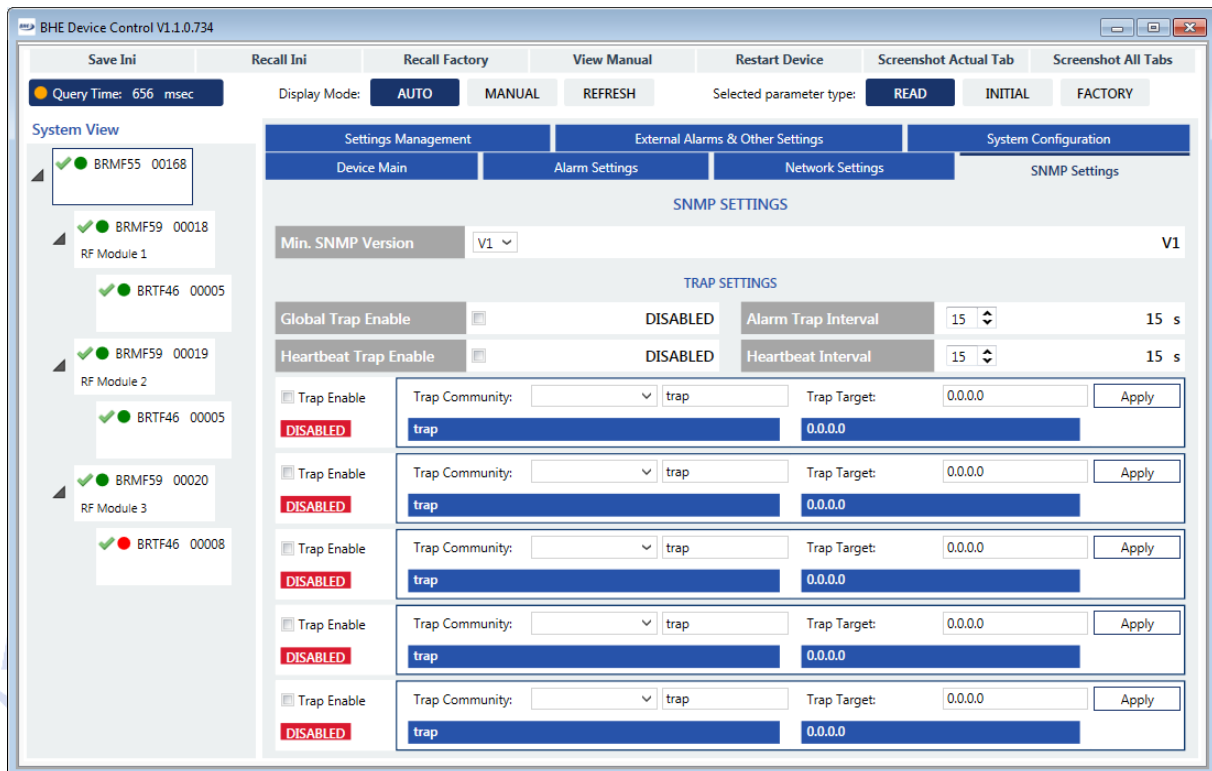 BHE Device Control V1.1.0.734
Save Ini Recall Ini Recall Factory View Manual Restart Device Screenshot Actual Tab Screenshot All Tabs
Query Time: 656 msec Display Mode: AUTO MANUAL REFRESH Selected parameter type: READ INITIAL FACTORY
System View
BRMF55 00168
BRMF59 00018
RF Module 1
BRTF46 00005
BRMF59 00019
RF Module 2
BRTF46 00005
BRMF59 00020
RF Module 3
BRTF46 00008
Settings Management External Alarms & Other Settings System Configuration
Device Main Alarm Settings Network Settings SNMP Settings
SNMP SETTINGS
Min. SNMP Version V1 V1
TRAP SETTINGS
Global Trap Enable DISABLED Alarm Trap Interval 15 15 s
Heartbeat Trap Enable DISABLED Heartbeat Interval 15 15 s
Trap Enable Trap Community: trap Trap Target: 0.0.0.0 Apply
DISABLED trap 0.0.0.0
Trap Enable Trap Community: trap Trap Target: 0.0.0.0 Apply
DISABLED trap 0.0.0.0
Trap Enable Trap Community: trap Trap Target: 0.0.0.0 Apply
DISABLED trap 0.0.0.0
Trap Enable Trap Community: trap Trap Target: 0.0.0.0 Apply
DISABLED trap 0.0.0.0
Trap Enable Trap Community: trap Trap Target: 0.0.0.0 Apply
DISABLED trap 0.0.0.0